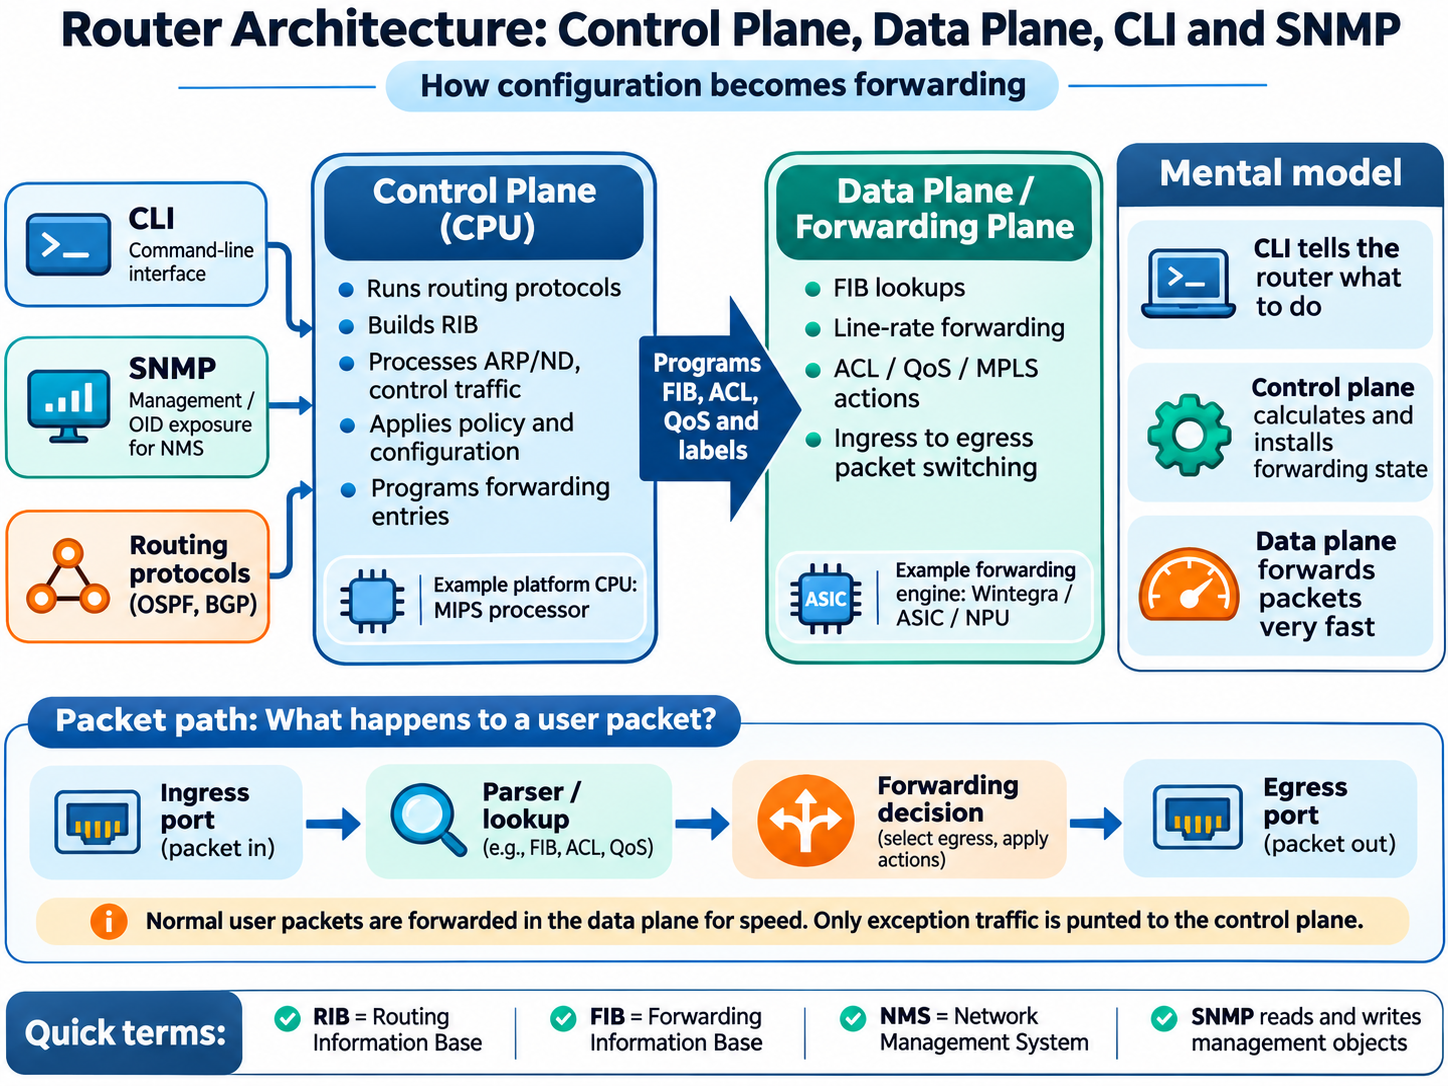 Router Architecture: Control Plane, Data Plane, CLI and SNMP
How configuration becomes forwarding
CLI
Command-line
interface
SNMP
Management /
OID exposure
for NMS
Routing
protocols
(OSPF, BGP)
Control Plane
(CPU)
Runs routing protocols
Builds RIB
Processes ARP/ND,
control traffic
Applies policy and
configuration
Programs forwarding
entries
Example platform CPU:
MIPS processor
Programs
FIB, ACL,
QoS and
labels
Data Plane /
Forwarding Plane
FIB lookups
Line-rate forwarding
ACL / QoS / MPLS
actions
Ingress to egress
packet switching
ASIC
Example forwarding
engine: Wintegra /
ASIC / NPU
Mental model
CLI tells the
router what
to do
Control plane
calculates and
installs
forwarding state
Data plane
forwards
packets
very fast
Packet path: What happens to a user packet?
Ingress
port
(packet in)
Parser /
lookup
(e.g., FIB, ACL, QoS)
Forwarding
decision
(select egress, apply
actions)
Egress
port
(packet out)
i
Normal user packets are forwarded in the data plane for speed. Only exception traffic is punted to the control plane.
Quick terms:
RIB = Routing
Information Base
FIB = Forwarding
Information Base
NMS = Network
Management System
SNMP reads and writes
management objects